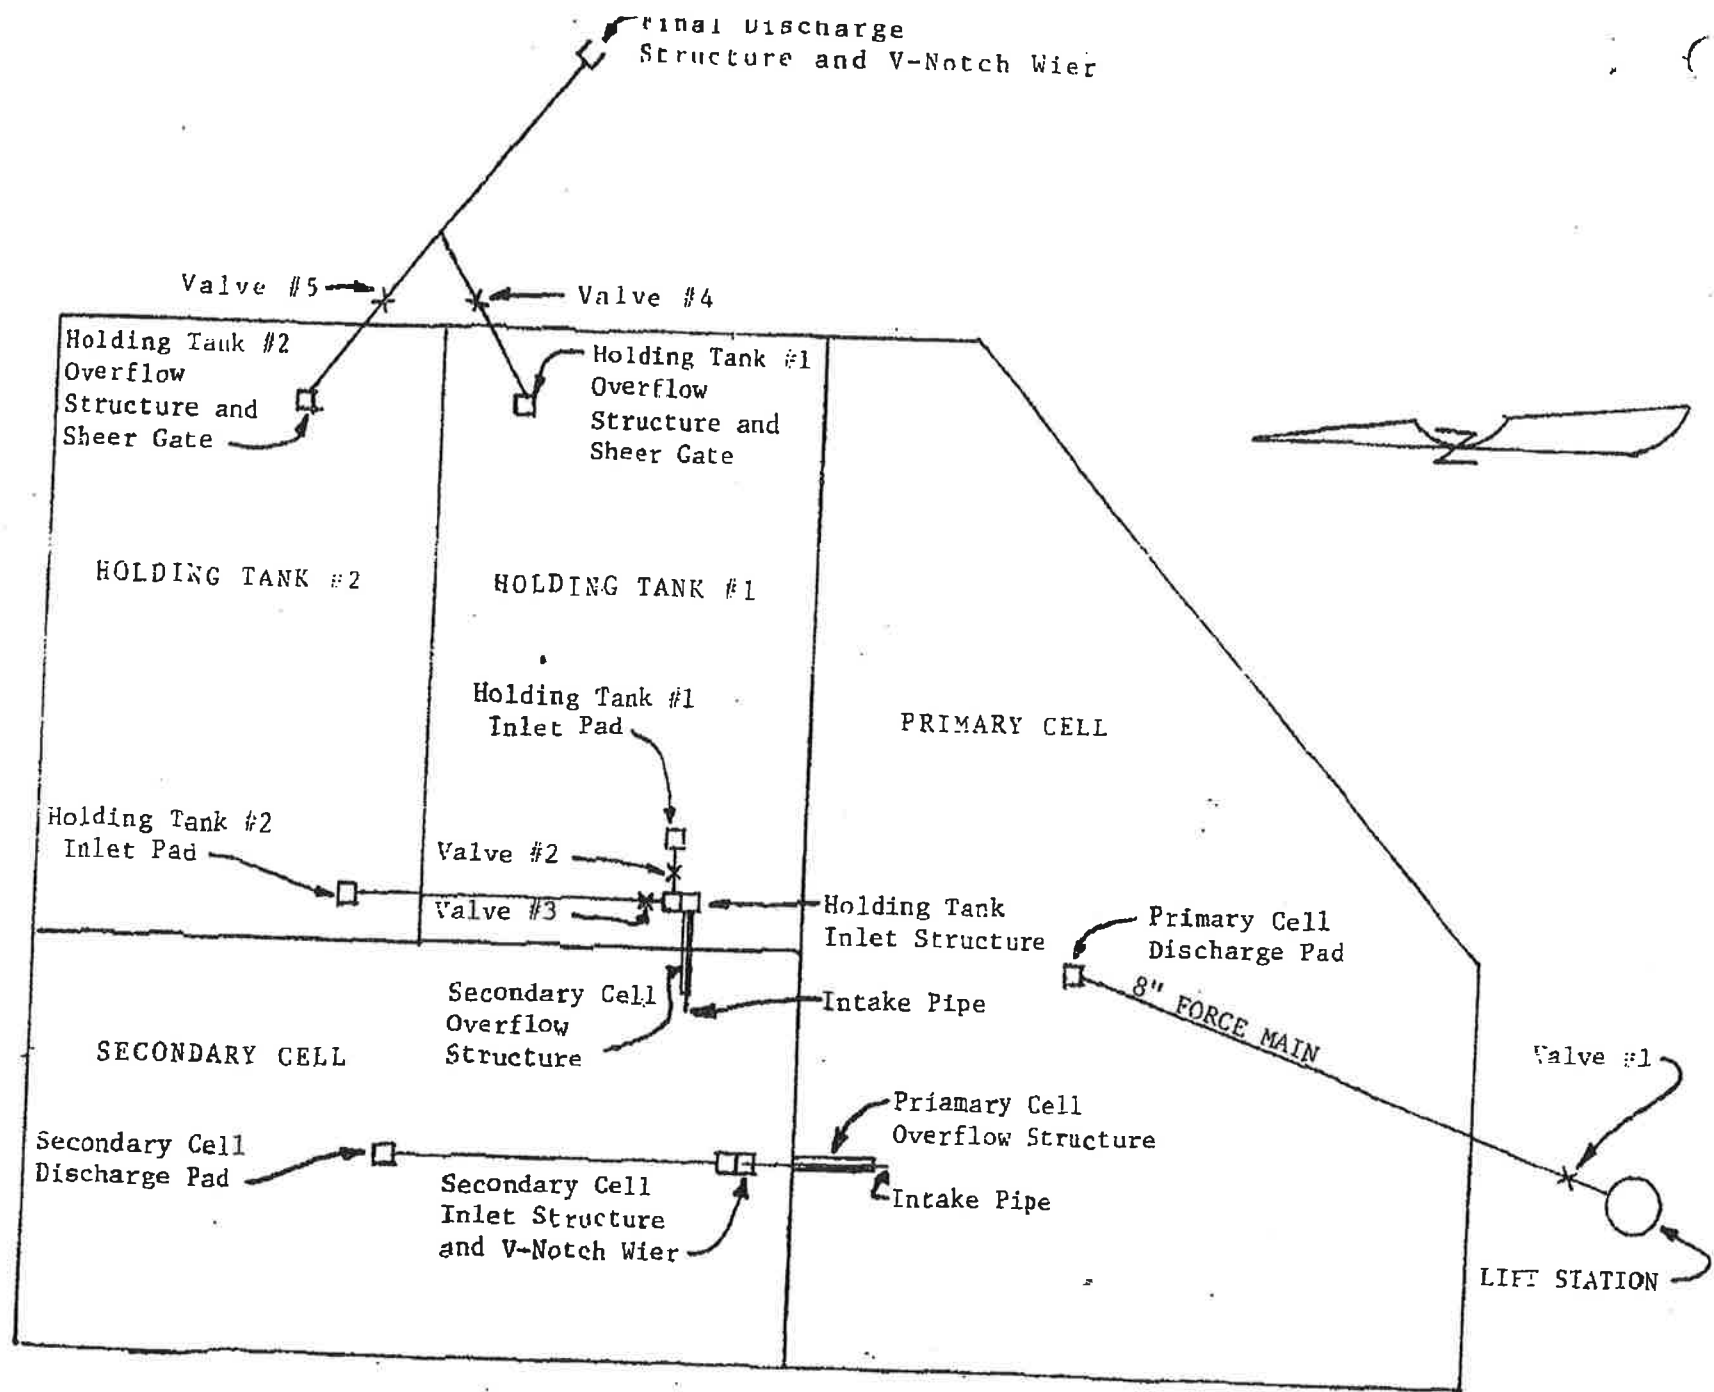 Final Discharge
Structure and V-Notch Wier
Valve #5
Valve #4
Holding Tank #2
Overflow
Structure and
Sheer Gate
Holding Tank #1
Overflow
Structure and
Sheer Gate
N
HOLDING TANK #2
HOLDING TANK #1
Holding Tank #1
Inlet Pad
PRIMARY CELL
Holding Tank #2
Inlet Pad
Valve #2
Valve #3
Holding Tank
Inlet Structure
Primary Cell
Discharge Pad
8" FORCE MAIN
Secondary Cell
Overflow
Structure
Intake Pipe
SECONDARY CELL
Valve #1
Priamary Cell
Overflow Structure
Secondary Cell
Discharge Pad
Secondary Cell
Inlet Structure
and V-Notch Wier
Intake Pipe
LIFT STATION